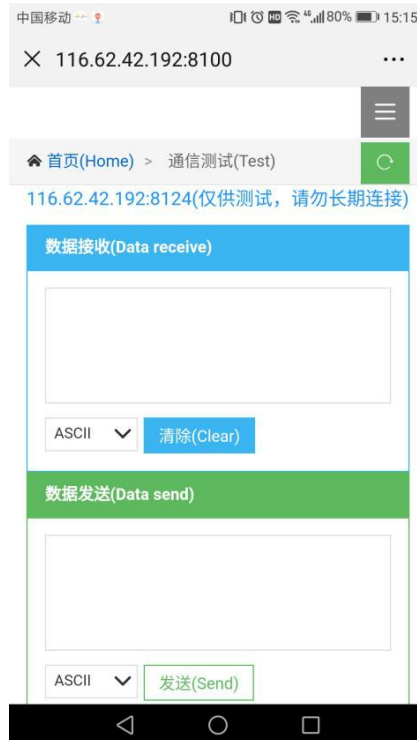 中国移动
HD 4G 80% 15:15
116.62.42.192:8100
首页(Home) > 通信测试(Test)
116.62.42.192:8124(仅供测试，请勿长期连接)
数据接收(Data receive)
ASCII 清除(Clear)
数据发送(Data send)
ASCII 发送(Send)